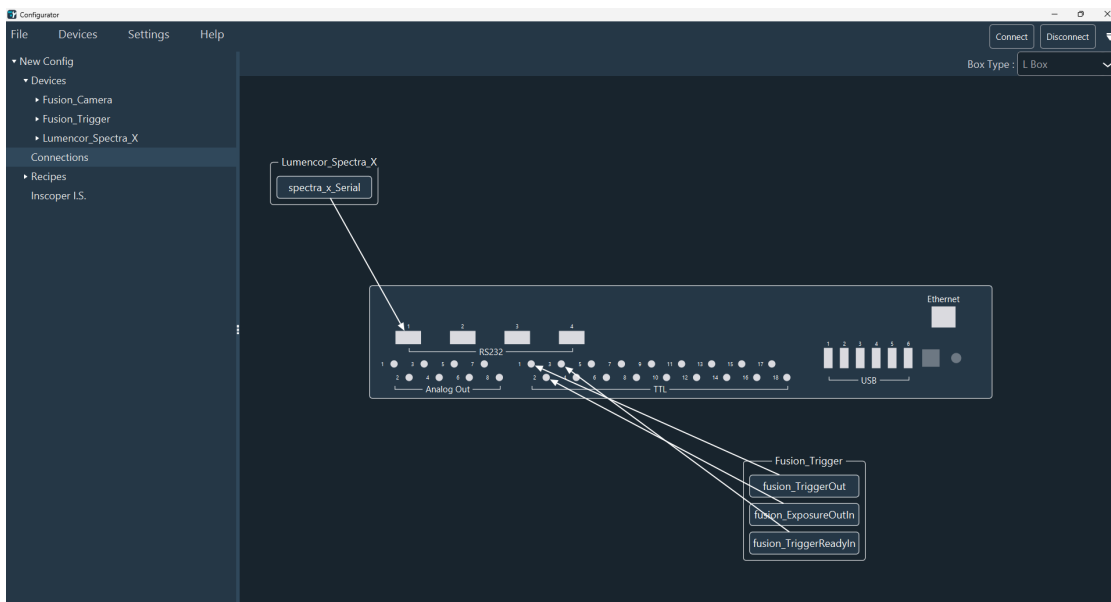 Configurator
File Devices Settings Help
Connect Disconnect
Box Type : L Box
New Config
Devices
Fusion_Camera
Fusion_Trigger
Lumencor_Spectra_X
Connections
Recipes
Inscoper I.S.
Lumencor_Spectra_X
spectra_x_Serial
Ethernet
1 2 3 4
RS232
1 2 3 4 5 6
USB
1 3 5 7 1 3 5 7 9 11 13 15 17
2 4 6 8 2 4 6 8 10 12 14 16 18
Analog Out TTL
Fusion_Trigger
fusion_TriggerOut
fusion_ExposureOutIn
fusion_TriggerReadyIn